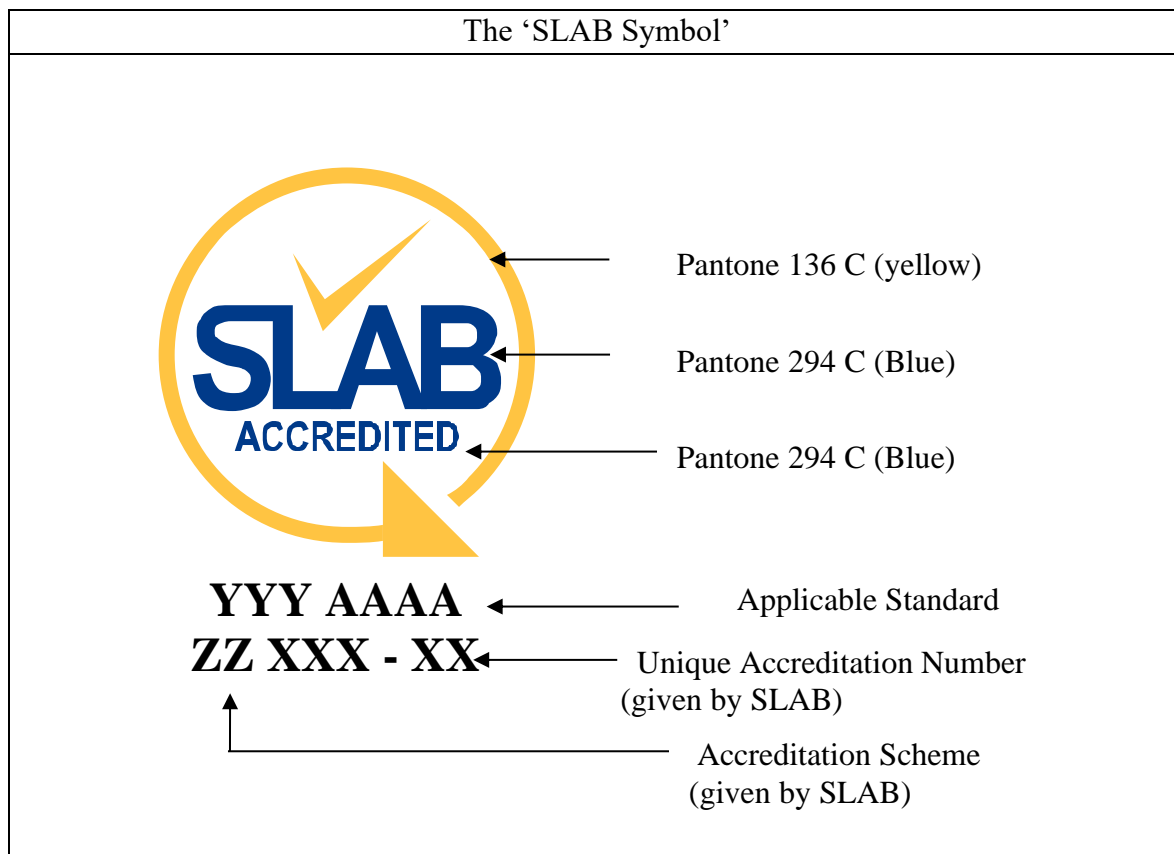 The ‘SLAB Symbol’
Pantone 136 C (yellow)
SLAB
Pantone 294 C (Blue)
ACCREDITED
Pantone 294 C (Blue)
YYY AAAA
Applicable Standard
ZZ XXX - XX
Unique Accreditation Number
(given by SLAB)
Accreditation Scheme
(given by SLAB)